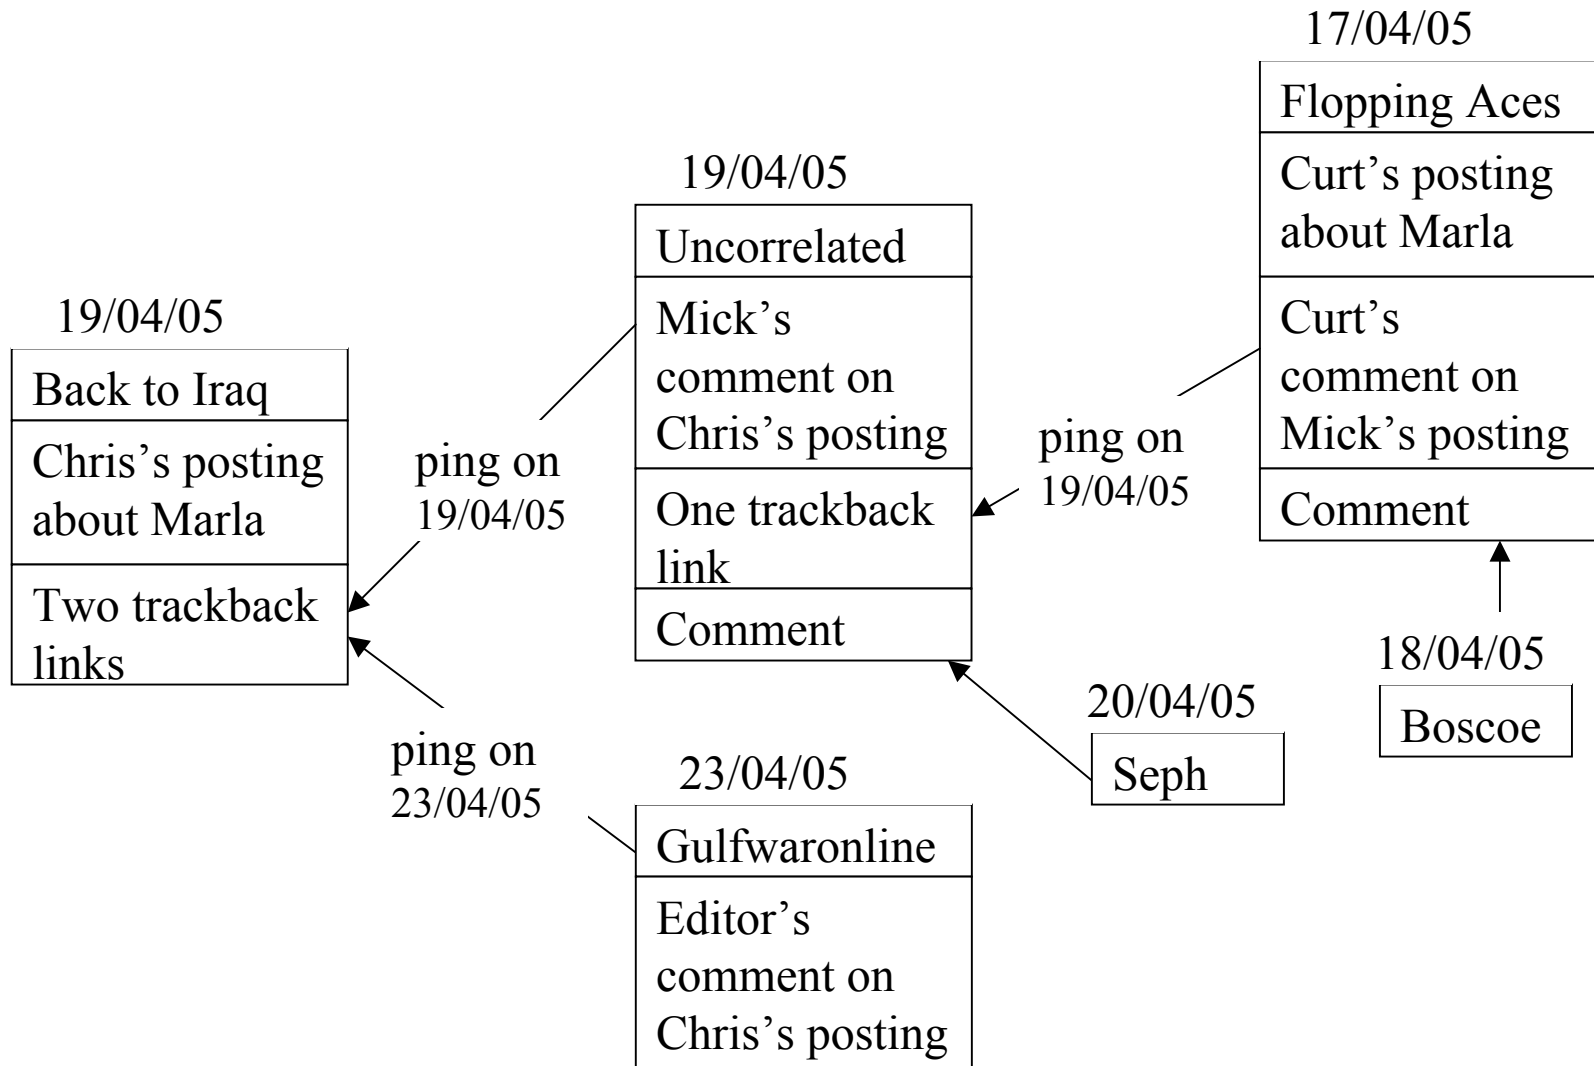 19/04/05
Back to Iraq
Chris’s posting
about Marla
Two trackback
links
ping on
19/04/05
ping on
23/04/05
19/04/05
Uncorrelated
Mick’s
comment on
Chris’s posting
One trackback
link
Comment
23/04/05
Gulfwaronline
Editor’s
comment on
Chris’s posting
ping on
19/04/05
20/04/05
Seph
17/04/05
Flopping Aces
Curt’s posting
about Marla
Curt’s
comment on
Mick’s posting
Comment
18/04/05
Boscoe